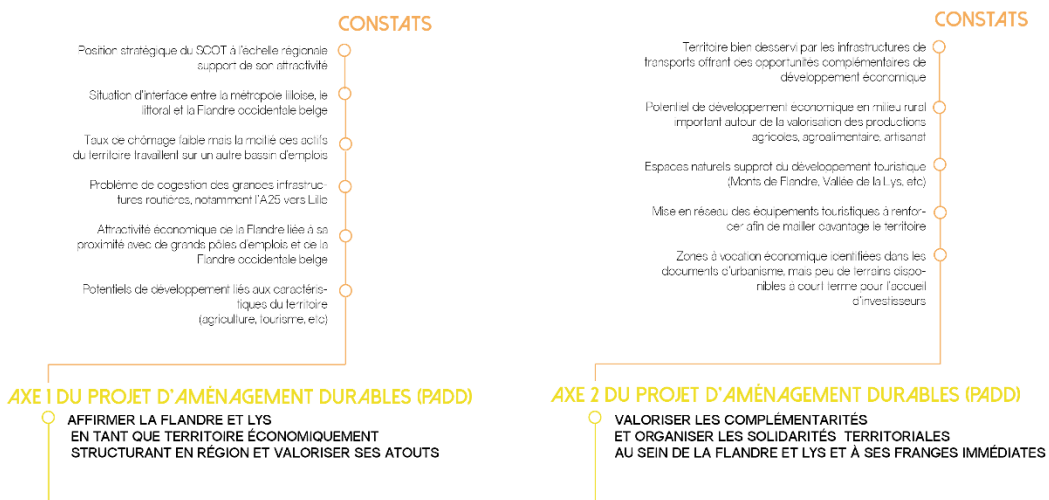 CONSTATS
Position stratégique du SCOT à l'échelle régionale
support de son attractivité
Situation d'interface entre la métropole lilloise, le
littoral et la Flandre occidentale belge
Taux de chômage faible mais la moitié des actifs
du territoire travaillent sur un autre bassin d'emplois
Problème de cogestion des grandes infrastruc-
tures routières, notamment l'A25 vers Lille
Attractivité économique de la Flandre liée à sa
proximité avec de grands pôles d'emplois et de la
Flandre occidentale belge
Potentiels de développement liés aux caractéris-
tiques du territoire
(agriculture, tourisme, etc)
AXE 1 DU PROJET D'AMÉNAGEMENT DURABLES (PADD)
AFFIRMER LA FLANDRE ET LYS
EN TANT QUE TERRITOIRE ÉCONOMIQUEMENT
STRUCTURANT EN RÉGION ET VALORISER SES ATOUTS
CONSTATS
Territoire bien desservi par les infrastructures de
transports offrant des opportunités complémentaires de
développement économique
Potentiel de développement économique en milieu rural
important autour de la valorisation des productions
agricoles, agroalimentaire, artisanat
Espaces naturels supprot du développement touristique
(Monts de Flandre, Vallée de la Lys, etc)
Mise en réseau des équipements touristiques à renfor-
cer afin de mailler davantage le territoire
Zones à vocation économique identifiées dans les
documents d'urbanisme, mais peu de terrains dispo-
nibles à court terme pour l'accueil
d'investisseurs
AXE 2 DU PROJET D'AMÉNAGEMENT DURABLES (PADD)
VALORISER LES COMPLÉMENTARITÉS
ET ORGANISER LES SOLIDARITÉS TERRITORIALES
AU SEIN DE LA FLANDRE ET LYS ET À SES FRANGES IMMÉDIATES